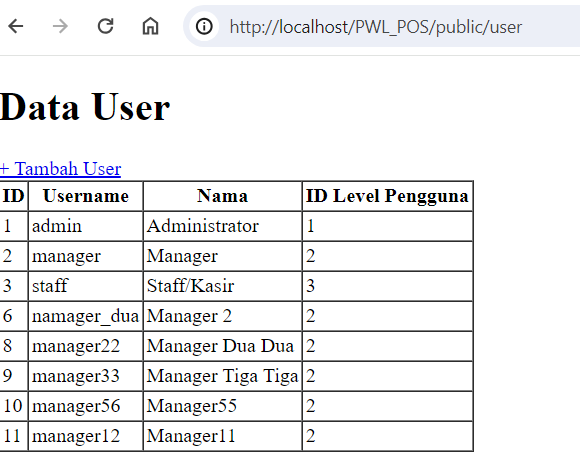 http://localhost/PWL_POS/public/user
Data User
+ Tambah User
ID Username Nama ID Level Pengguna
1 admin Administrator 1
2 manager Manager 2
3 staff Staff/Kasir 3
6 namager_dua Manager 2 2
8 manager22 Manager Dua Dua 2
9 manager33 Manager Tiga Tiga 2
10 manager56 Manager55 2
11 manager12 Manager11 2